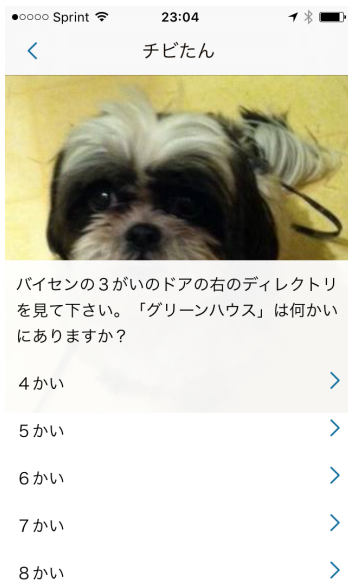 ●○○○○ Sprint 23:04
チビたん
バイセンの３がいのドアの右のディレクトリ
を見て下さい。「グリーンハウス」は何かい
にありますか？
４かい
５かい
６かい
７かい
８かい